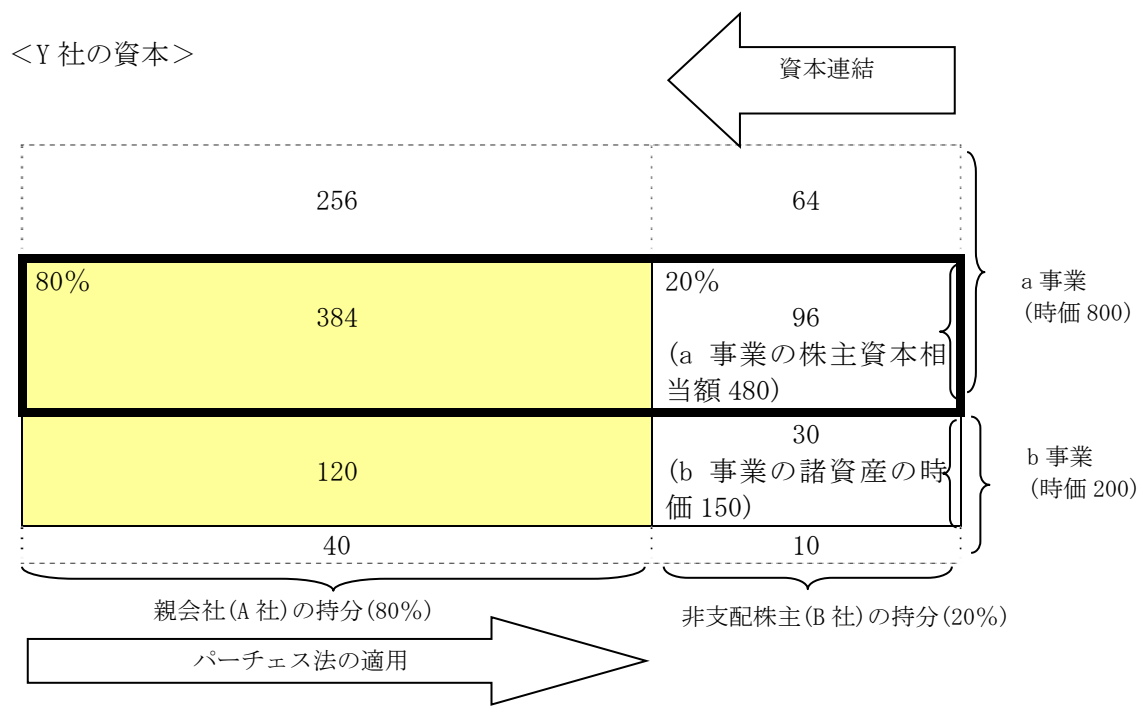 ＜Y 社の資本＞
資本連結
256
64
80%
384
20%
96
(a 事業の株主資本相
当額 480)
a 事業
(時価 800)
120
30
(b 事業の諸資産の時
価 150)
b 事業
(時価 200)
40
10
親会社(A 社)の持分(80%)
非支配株主(B 社)の持分(20%)
パーチェス法の適用